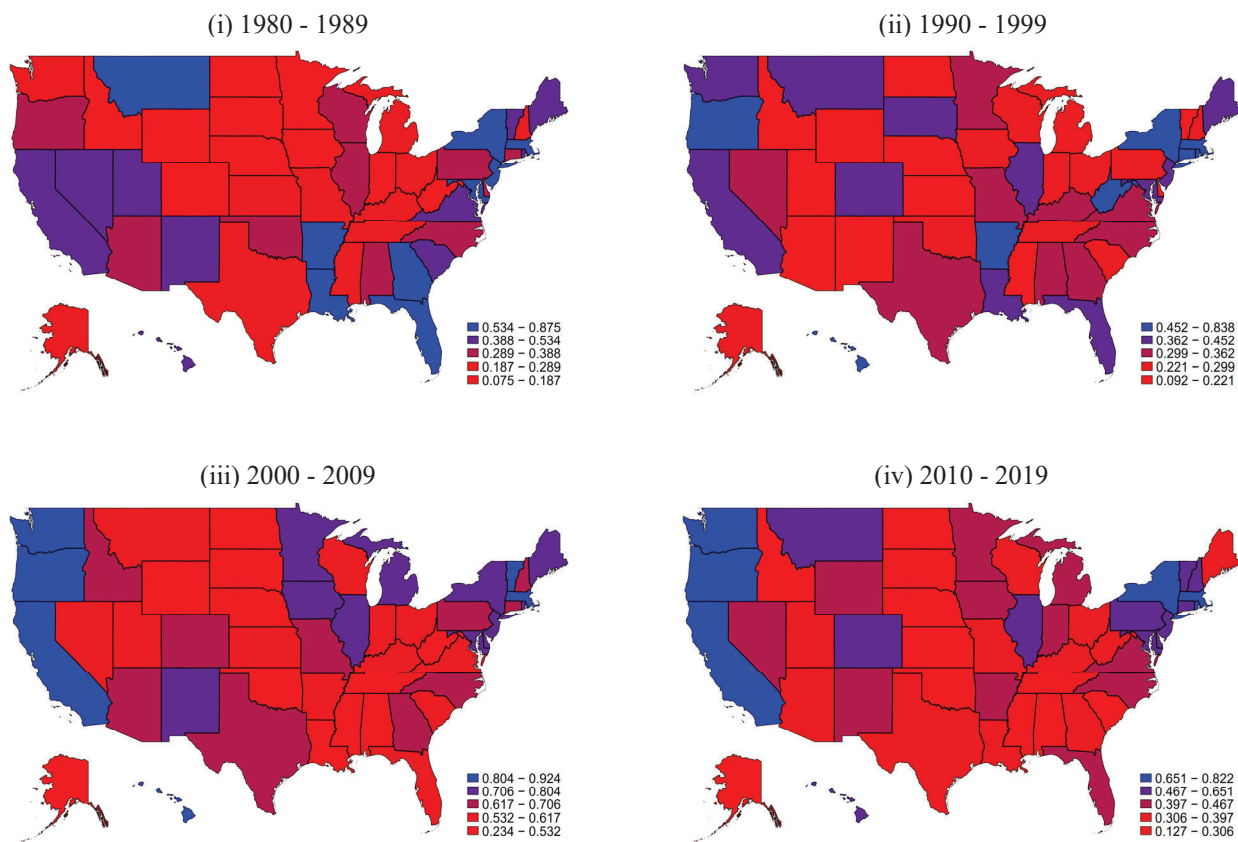 (i) 1980 - 1989
0.534 − 0.875
0.388 − 0.534
0.289 − 0.388
0.187 − 0.289
0.075 − 0.187
(ii) 1990 - 1999
0.452 − 0.838
0.362 − 0.452
0.299 − 0.362
0.221 − 0.299
0.092 − 0.221
(iii) 2000 - 2009
0.804 − 0.924
0.706 − 0.804
0.617 − 0.706
0.532 − 0.617
0.234 − 0.532
(iv) 2010 - 2019
0.651 − 0.822
0.467 − 0.651
0.397 − 0.467
0.306 − 0.397
0.127 − 0.306